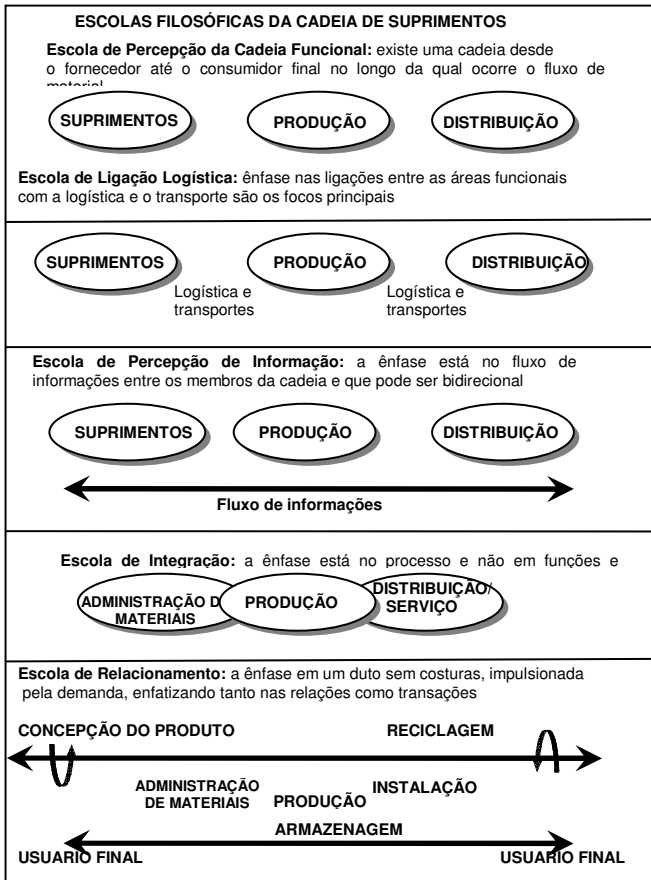 ESCOLAS FILOSÓFICAS DA CADEIA DE SUPRIMENTOS
Escola de Percepção da Cadeia Funcional: existe uma cadeia desde
o fornecedor até o consumidor final no longo da qual ocorre o fluxo de
material
SUPRIMENTOS PRODUÇÃO DISTRIBUIÇÃO
Escola de Ligação Logística: ênfase nas ligações entre as áreas funcionais
com a logística e o transporte são os focos principais
SUPRIMENTOS PRODUÇÃO DISTRIBUIÇÃO
Logística e Logística e
transportes transportes
Escola de Percepção de Informação: a ênfase está no fluxo de
informações entre os membros da cadeia e que pode ser bidirecional
SUPRIMENTOS PRODUÇÃO DISTRIBUIÇÃO
Fluxo de informações
Escola de Integração: a ênfase está no processo e não em funções e
ADMINISTRAÇÃO D PRODUÇÃO DISTRIBUIÇÃO/
MATERIAIS SERVIÇO
Escola de Relacionamento: a ênfase em um duto sem costuras, impulsionada
pela demanda, enfatizando tanto nas relações como transações
CONCEPÇÃO DO PRODUTO RECICLAGEM
ADMINISTRAÇÃO INSTALAÇÃO
DE MATERIAIS PRODUÇÃO
ARMAZENAGEM
USUARIO FINAL USUARIO FINAL